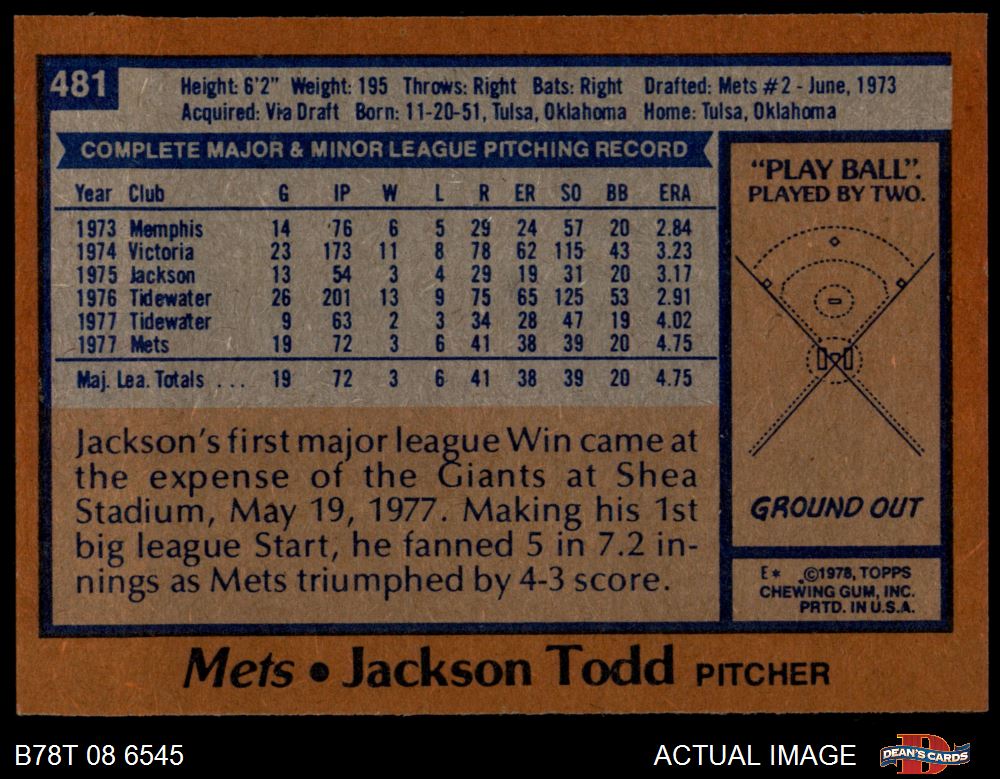 481
Height: 6'2" Weight: 195 Throws: Right Bats: Right Drafted: Mets #2 - June, 1973
Acquired: Via Draft Born: 11-20-51, Tulsa, Oklahoma Home: Tulsa, Oklahoma
COMPLETE MAJOR & MINOR LEAGUE PITCHING RECORD
Year Club G IP W L R ER SO BB ERA
1973 Memphis 14 76 6 5 29 24 57 20 2.84
1974 Victoria 23 173 11 8 78 62 115 43 3.23
1975 Jackson 13 54 3 4 29 19 31 20 3.17
1976 Tidewater 26 201 13 9 75 65 125 53 2.91
1977 Tidewater 9 63 2 3 34 28 47 19 4.02
1977 Mets 19 72 3 6 41 38 39 20 4.75
Maj. Lea. Totals ... 19 72 3 6 41 38 39 20 4.75
Jackson's first major league Win came at
the expense of the Giants at Shea
Stadium, May 19, 1977. Making his 1st
big league Start, he fanned 5 in 7.2 in-
nings as Mets triumphed by 4-3 score.
"PLAY BALL".
PLAYED BY TWO.
GROUND OUT
E* ©1978, TOPPS
CHEWING GUM, INC.
PRTD. IN U.S.A.
Mets • Jackson Todd PITCHER
B78T 08 6545
ACTUAL IMAGE
DEAN'S CARDS